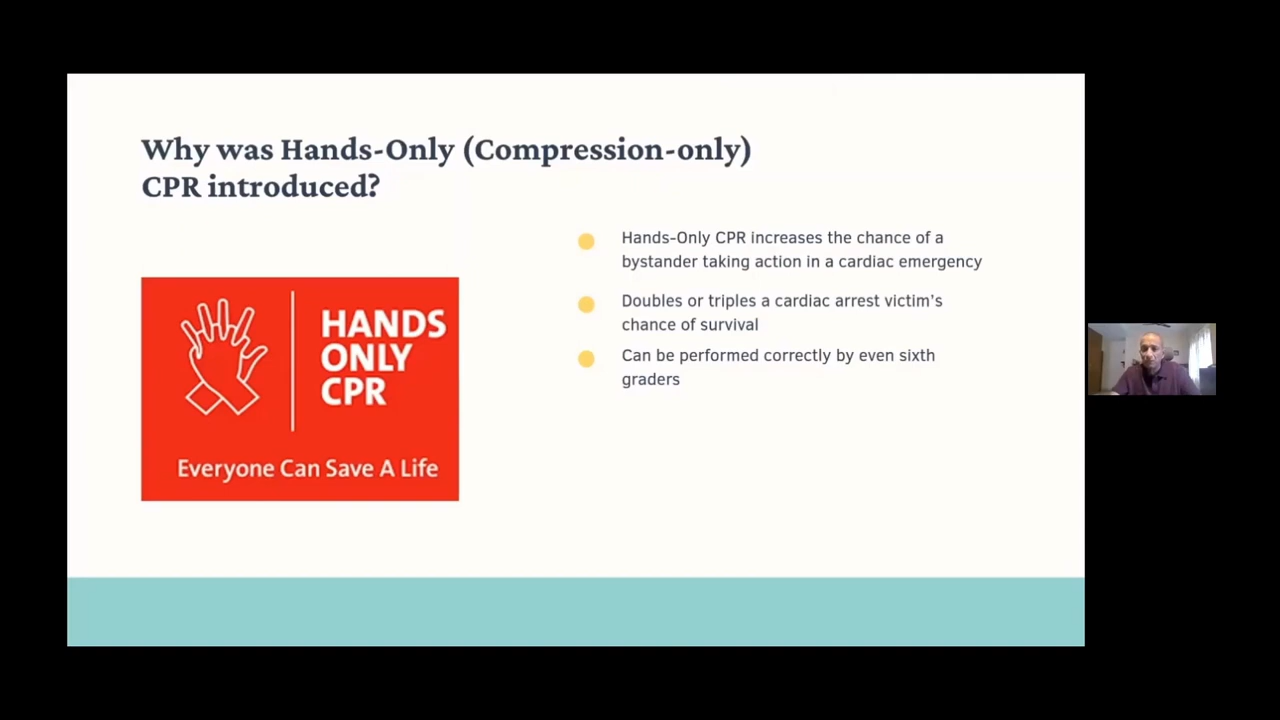 Why was Hands-Only (Compression-only)
CPR introduced?
HANDS
ONLY
CPR
Everyone Can Save A Life
Hands-Only CPR increases the chance of a
bystander taking action in a cardiac emergency
Doubles or triples a cardiac arrest victim's
chance of survival
Can be performed correctly by even sixth
graders